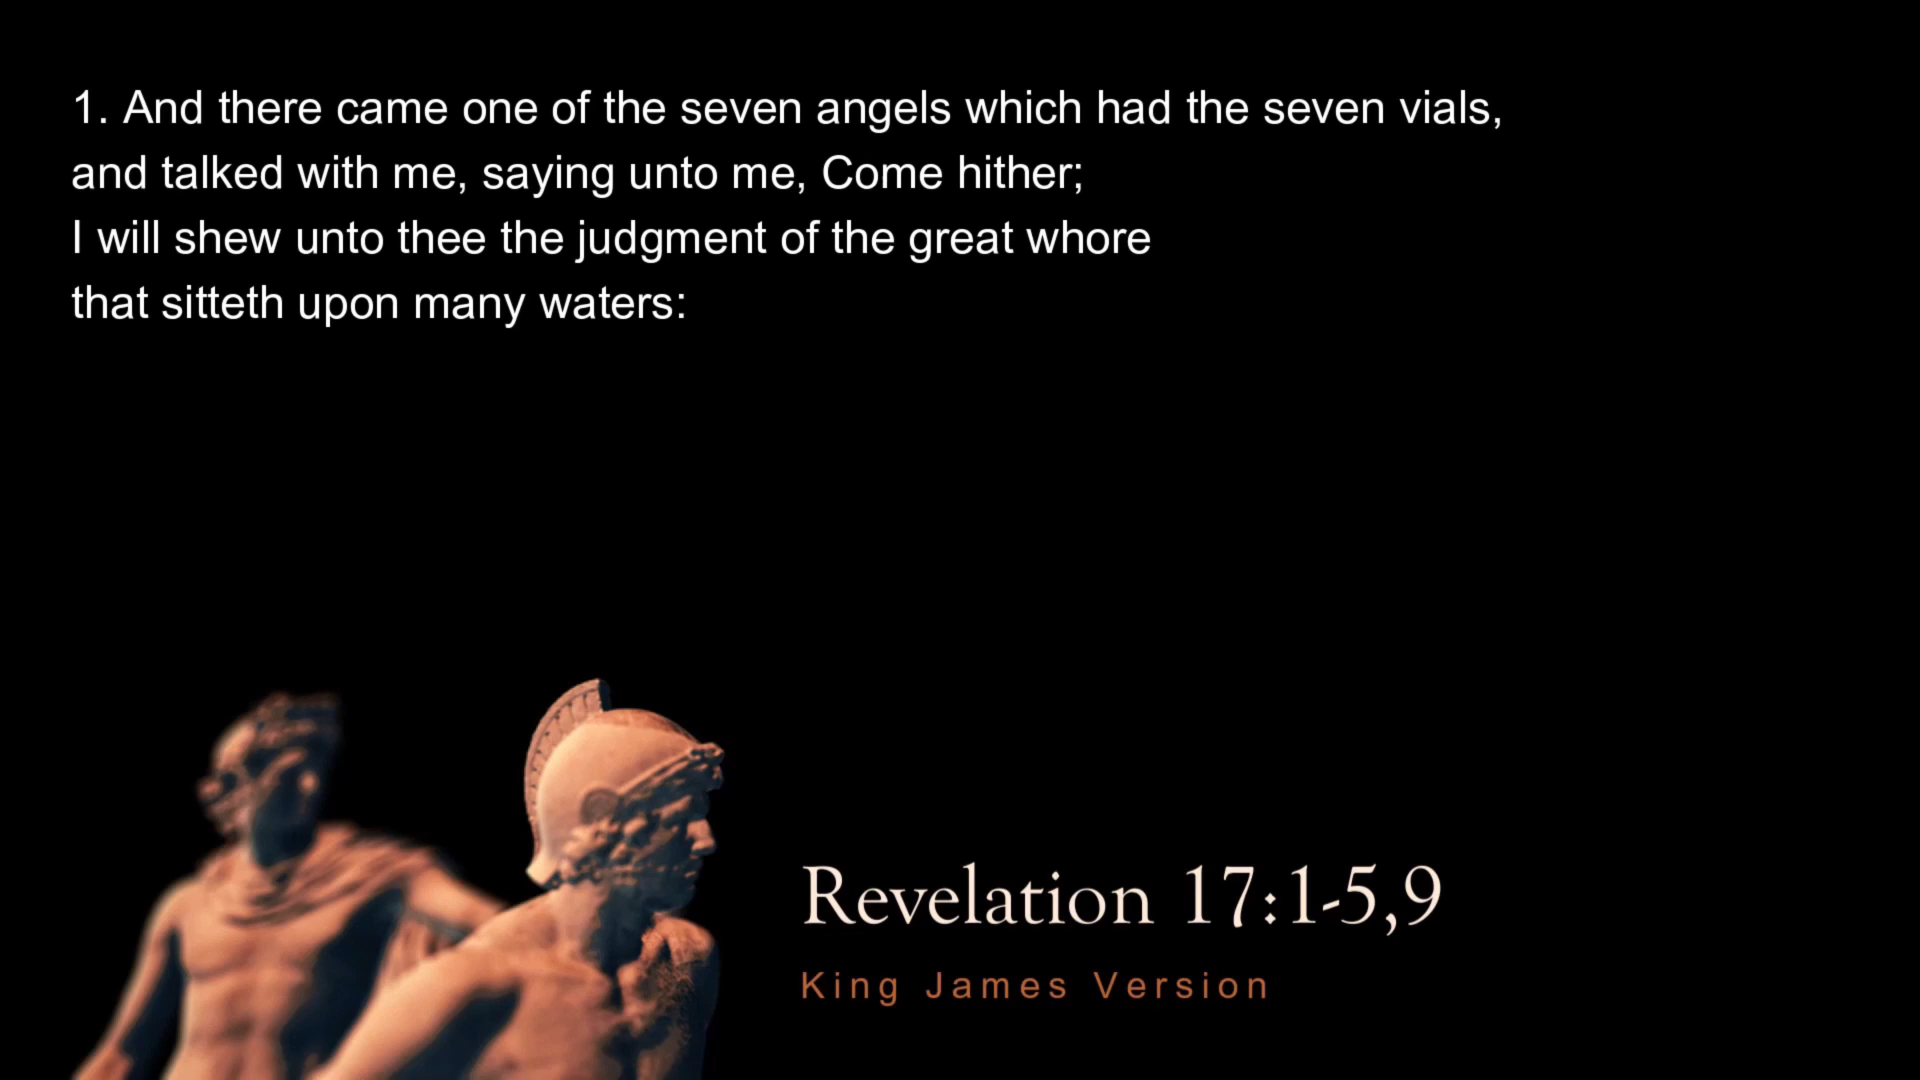 1. And there came one of the seven angels which had the seven vials,
and talked with me, saying unto me, Come hither;
I will shew unto thee the judgment of the great whore
that sitteth upon many waters:
Revelation 17:1-5,9
King James Version